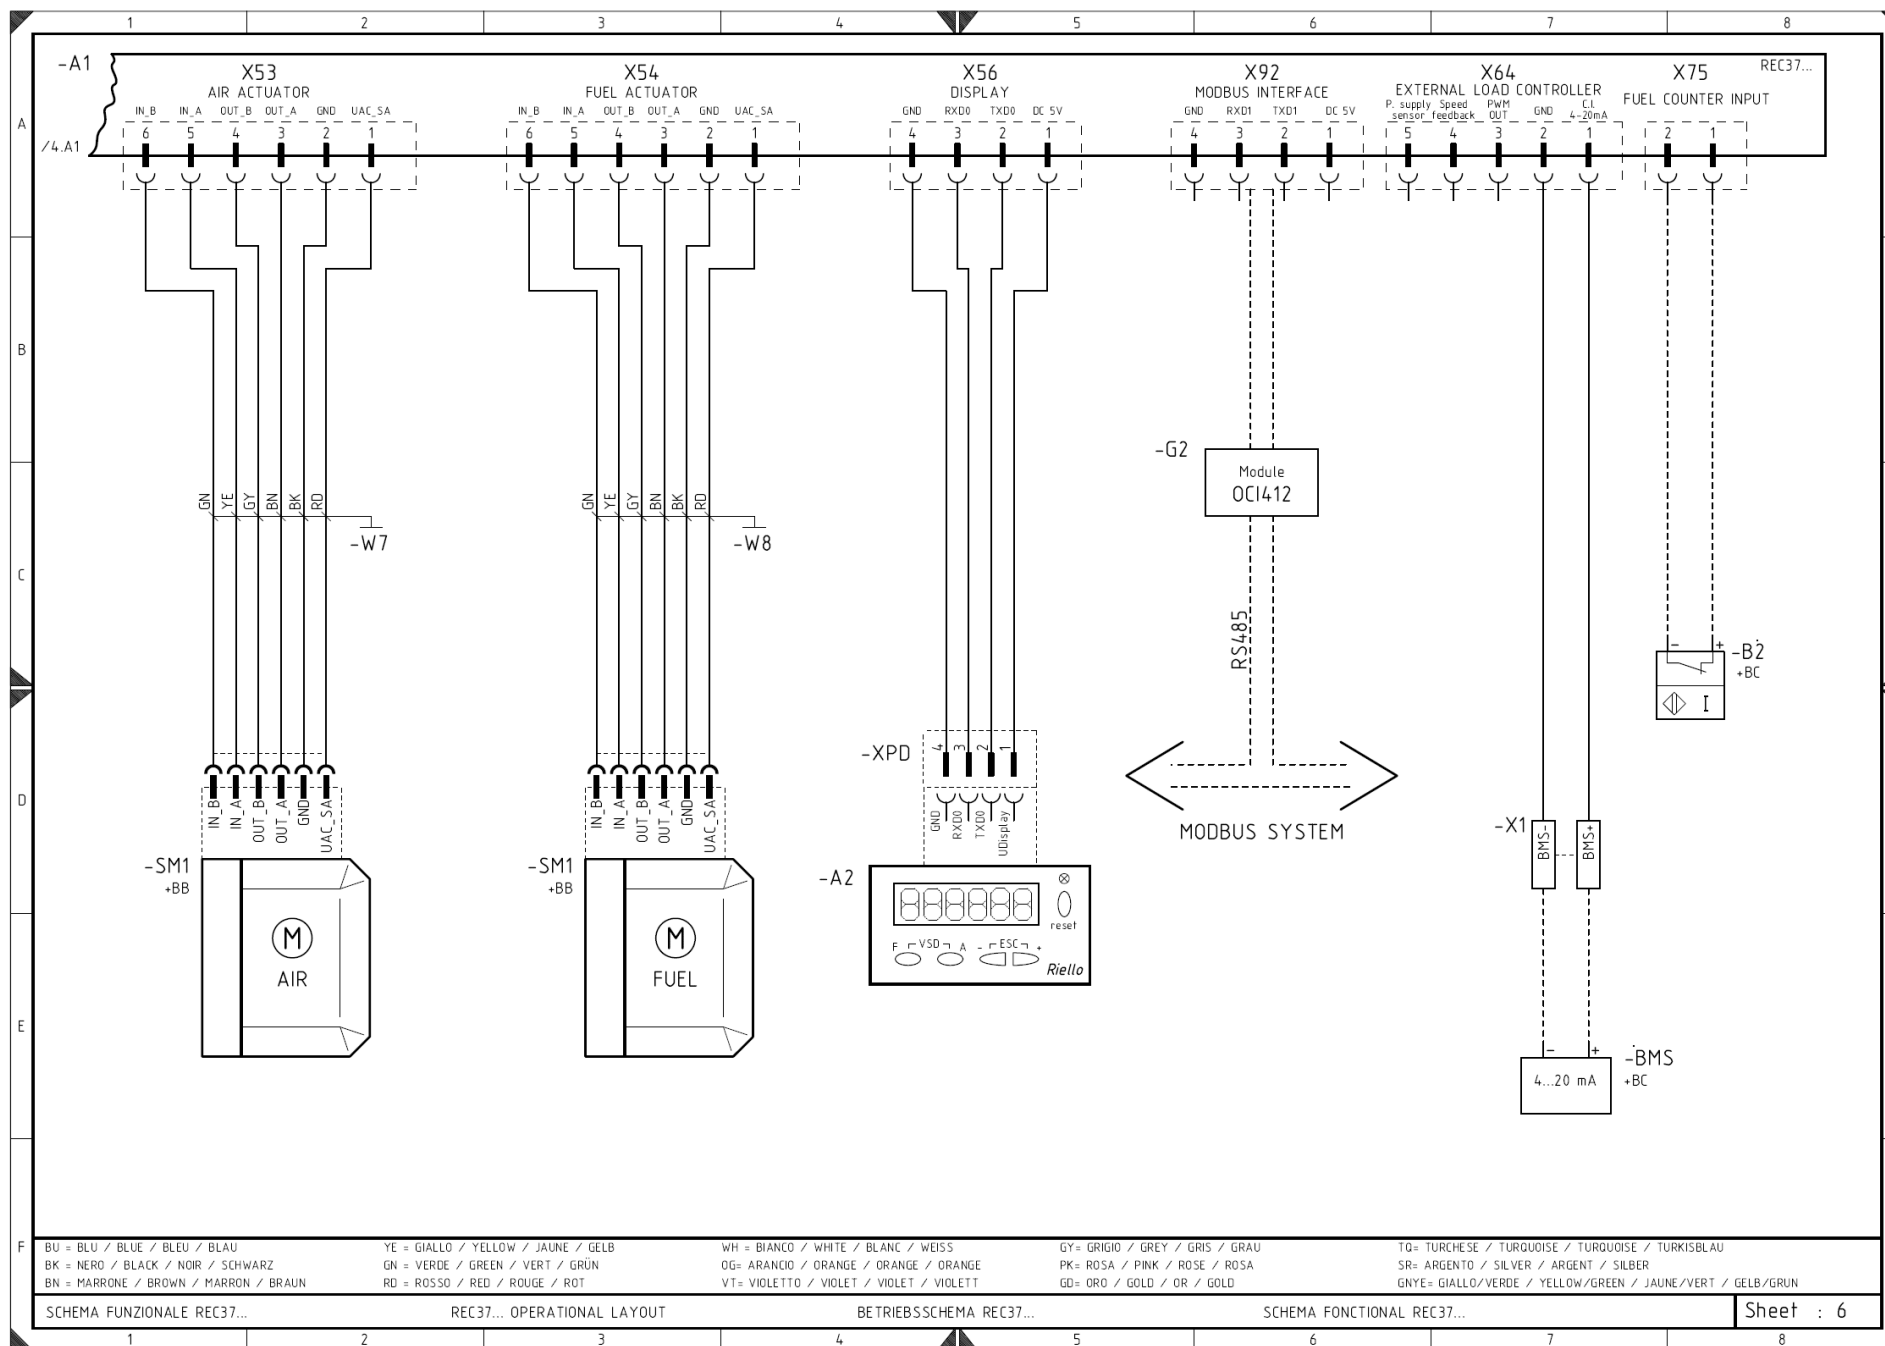 1 2 3 4 5 6 7 8
-A1
/4.A1
REC37...
X53
AIR ACTUATOR
IN_B IN_A OUT_B OUT_A GND UAC_SA
6 5 4 3 2 1
X54
FUEL ACTUATOR
IN_B IN_A OUT_B OUT_A GND UAC_SA
6 5 4 3 2 1
X56
DISPLAY
GND RXD0 TXD0 DC 5V
4 3 2 1
X92
MODBUS INTERFACE
GND RXD1 TXD1 DC 5V
4 3 2 1
X64
EXTERNAL LOAD CONTROLLER
P. supply Speed PWM GND C.I.
sensor feedback OUT 4-20mA
5 4 3 2 1
X75
FUEL COUNTER INPUT
2 1
A
B
C
D
E
F
GN YE GY BN BK RD
-W7
GN YE GY BN BK RD
-W8
-G2
Module
OCI412
RS485
MODBUS SYSTEM
- +
-B2
+BC
I
IN_B IN_A OUT_B OUT_A GND UAC_SA
-SM1
+BB
M
AIR
IN_B IN_A OUT_B OUT_A GND UAC_SA
-SM1
+BB
M
FUEL
-XPD
4 3 2 1
GND RXD0 TXD0 UDisplay
-A2
reset
F VSD A - ESC +
Riello
-X1
BMS- BMS+
- +
4...20 mA
-BMS
+BC
BU = BLU / BLUE / BLEU / BLAU
BK = NERO / BLACK / NOIR / SCHWARZ
BN = MARRONE / BROWN / MARRON / BRAUN
YE = GIALLO / YELLOW / JAUNE / GELB
GN = VERDE / GREEN / VERT / GRÜN
RD = ROSSO / RED / ROUGE / ROT
WH = BIANCO / WHITE / BLANC / WEISS
OG= ARANCIO / ORANGE / ORANGE / ORANGE
VT= VIOLETTO / VIOLET / VIOLET / VIOLETT
GY= GRIGIO / GREY / GRIS / GRAU
PK= ROSA / PINK / ROSE / ROSA
GD= ORO / GOLD / OR / GOLD
TQ= TURCHESE / TURQUOISE / TURQUOISE / TURKISBLAU
SR= ARGENTO / SILVER / ARGENT / SILBER
GNYE= GIALLO/VERDE / YELLOW/GREEN / JAUNE/VERT / GELB/GRUN
SCHEMA FUNZIONALE REC37... REC37... OPERATIONAL LAYOUT BETRIEBSSCHEMA REC37... SCHEMA FONCTIONAL REC37... Sheet : 6
1 2 3 4 5 6 7 8